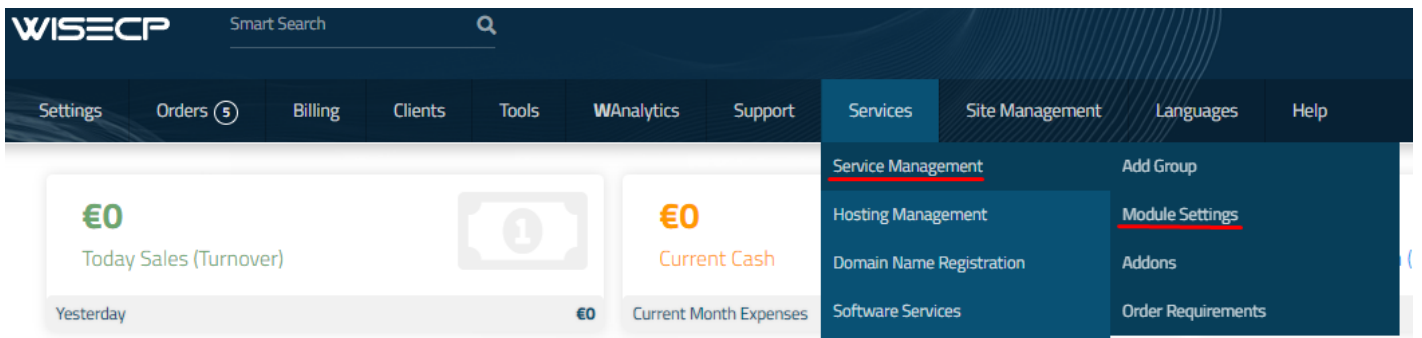 WISECP
Smart Search
Settings Orders 5 Billing Clients Tools WAnalytics Support Services Site Management Languages Help
Service Management
Add Group
Hosting Management
Module Settings
Domain Name Registration
Addons
Software Services
Order Requirements
€0
Today Sales (Turnover)
1
Yesterday €0
€0
Current Cash
Current Month Expenses
(